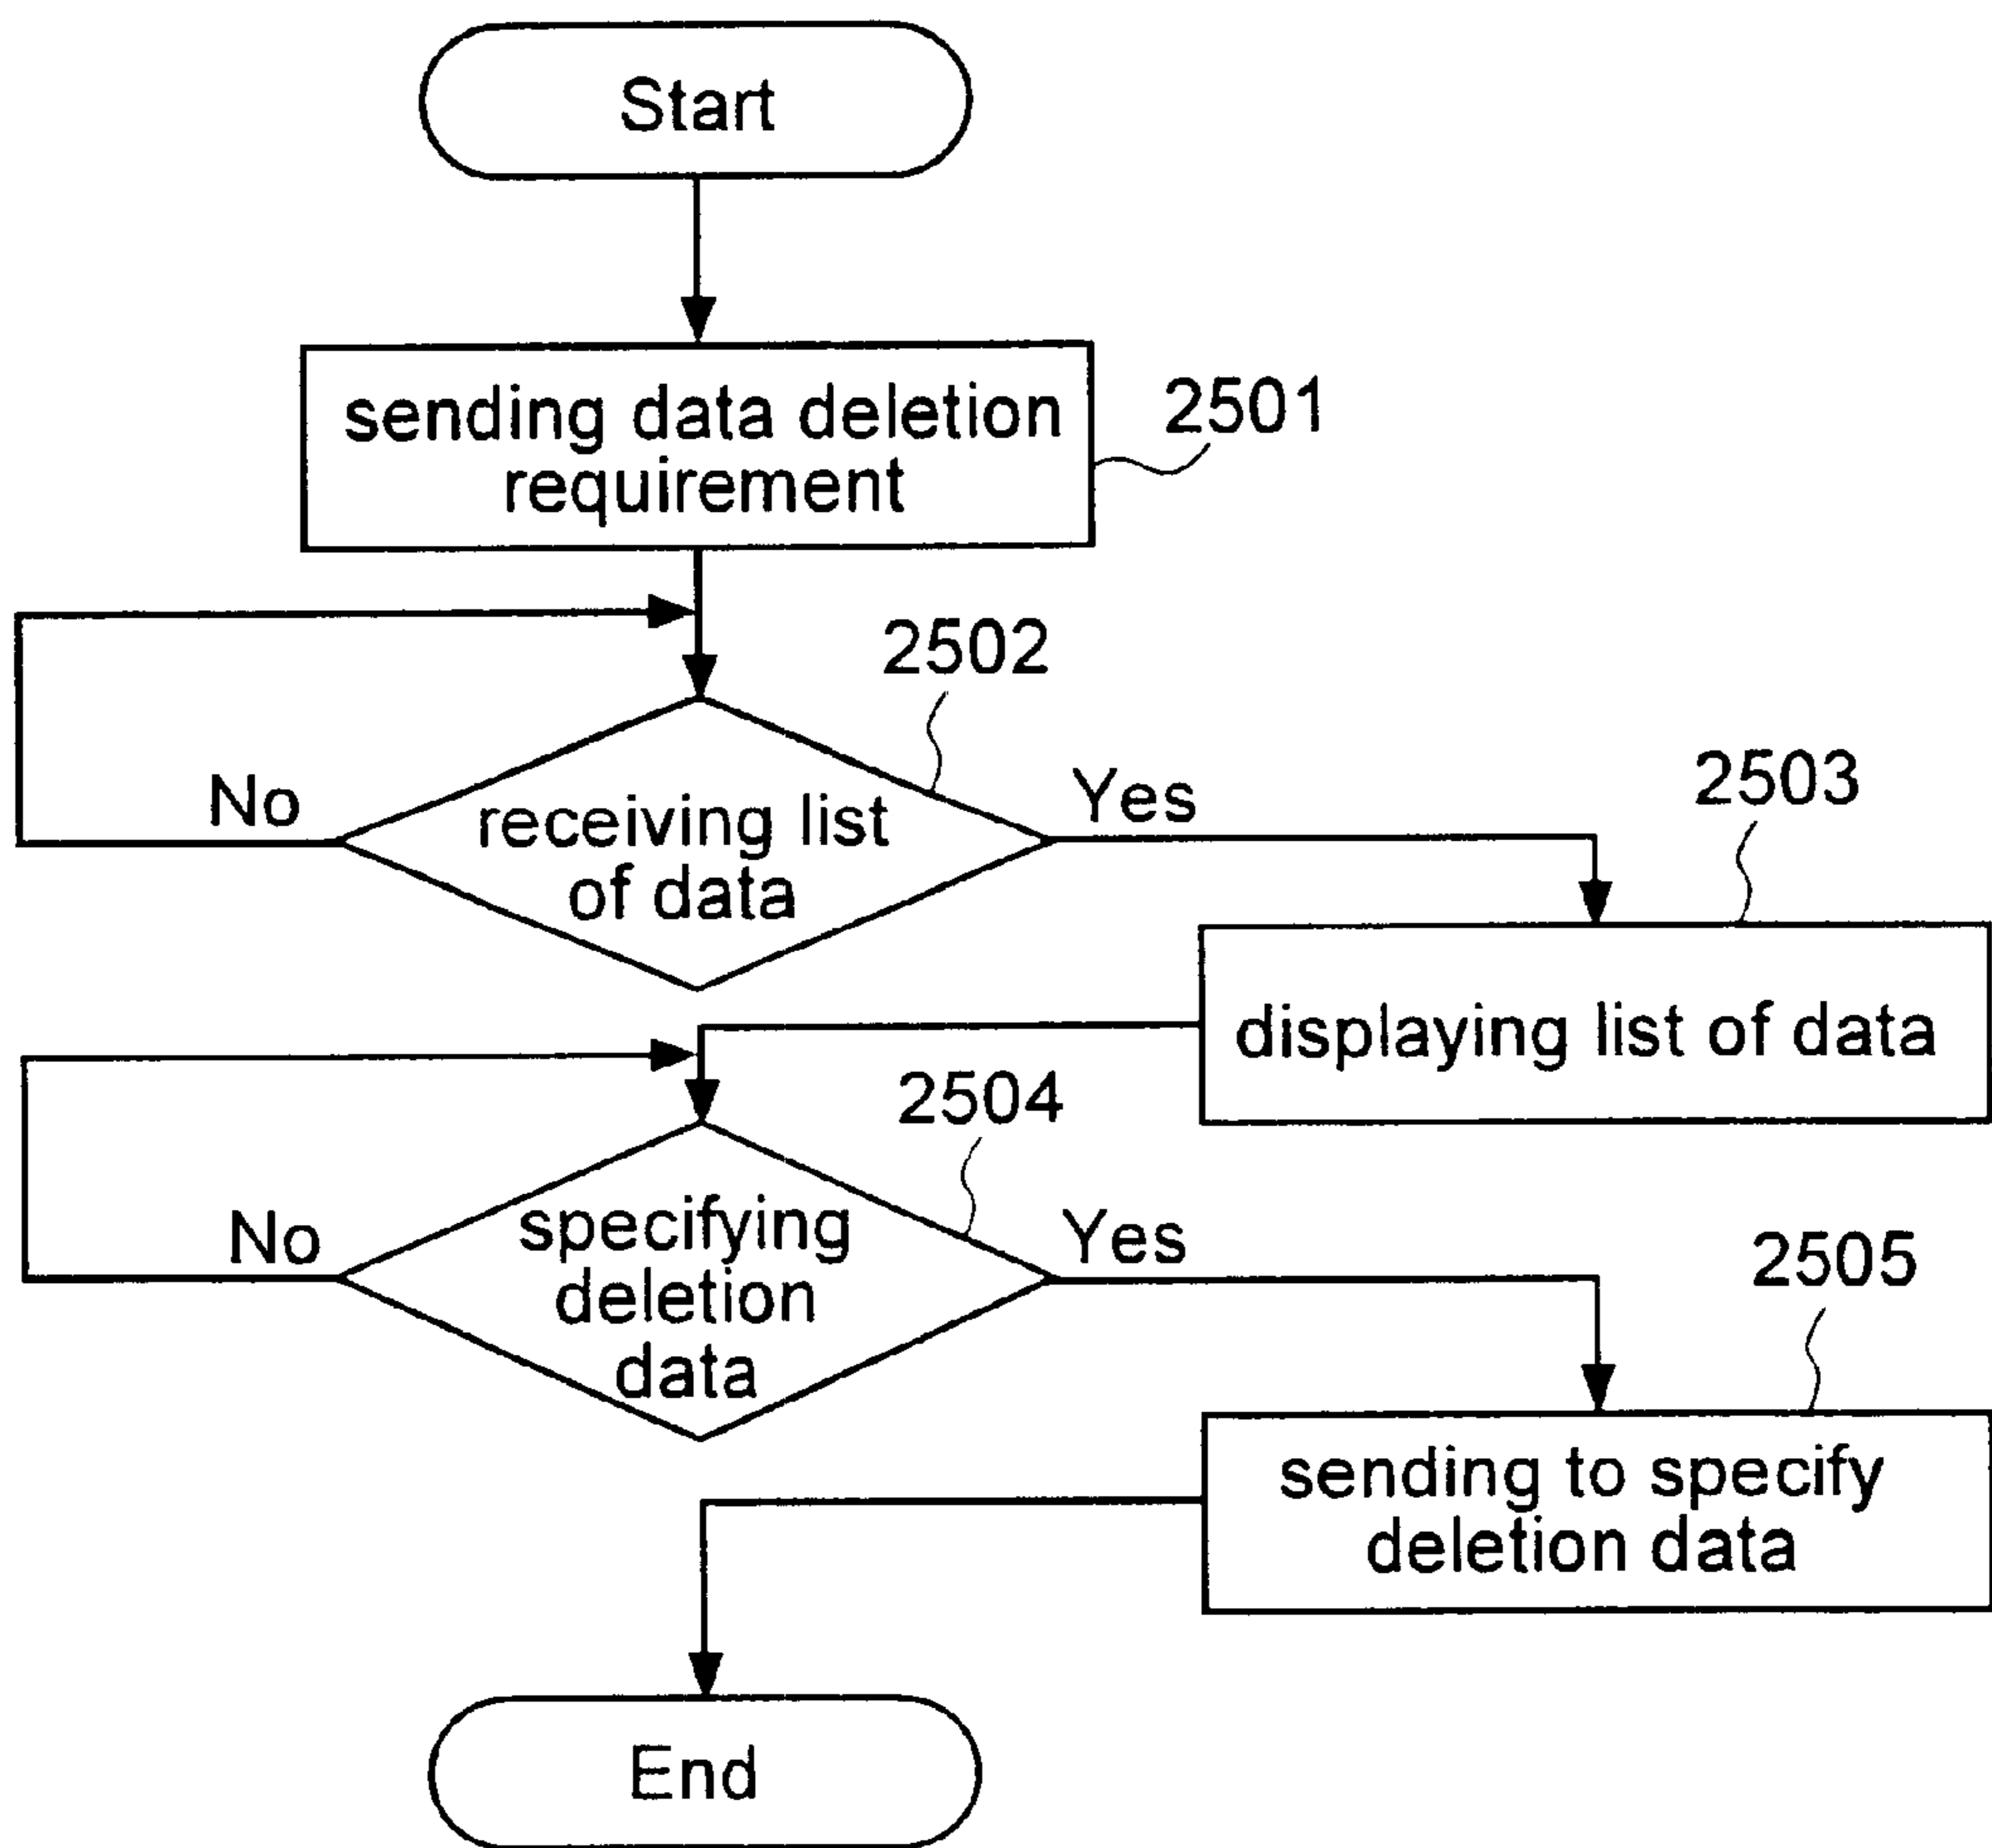 Start
sending data deletion
requirement
2501
2502
No
receiving list
of data
Yes
2503
displaying list of data
2504
No
specifying
deletion
data
Yes
2505
sending to specify
deletion data
End